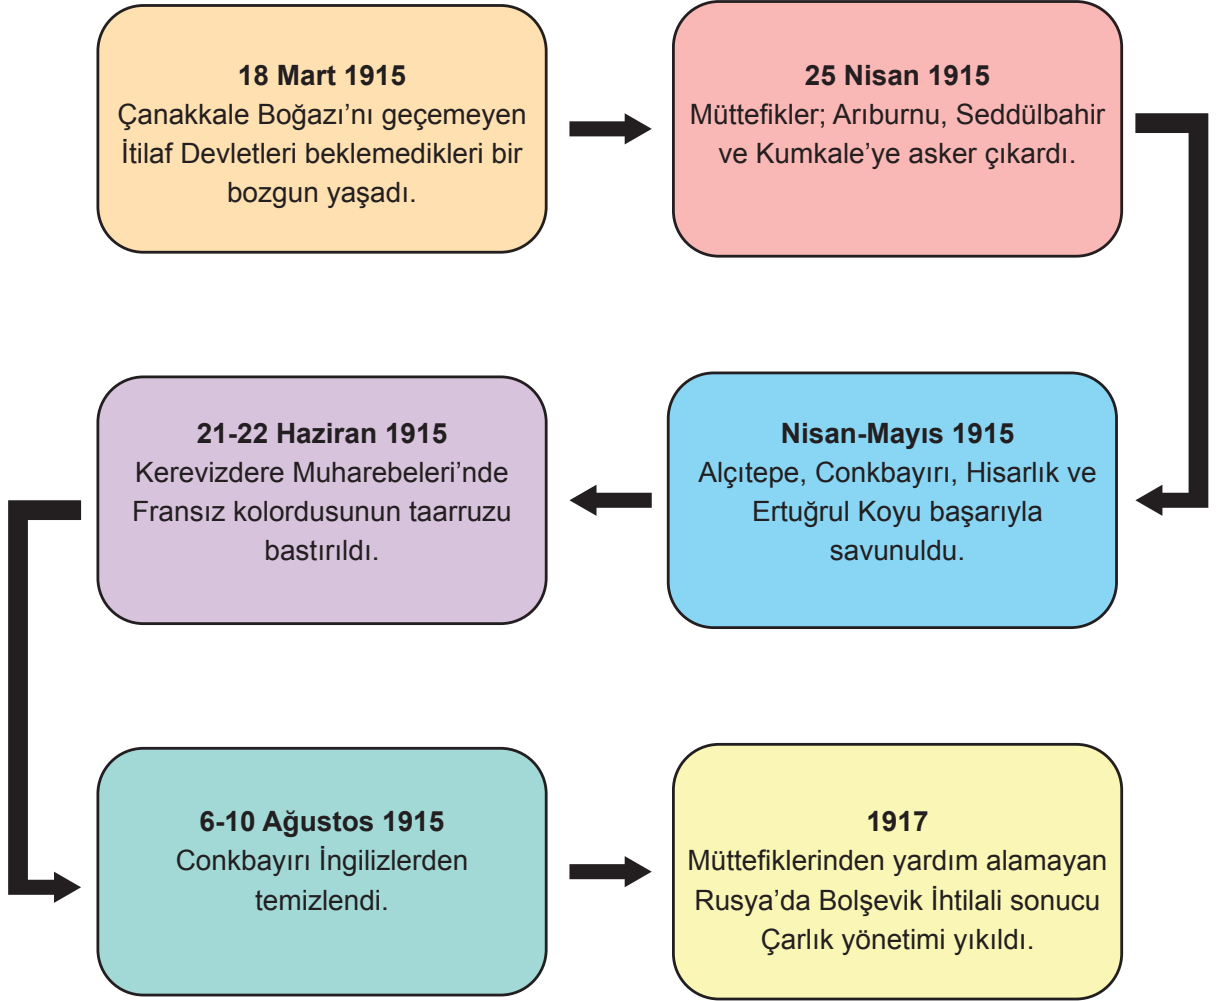 18 Mart 1915
Çanakkale Boğazı’nı geçemeyen
İtilaf Devletleri beklemedikleri bir
bozgun yaşadı.
25 Nisan 1915
Müttefikler; Arıburnu, Seddülbahir
ve Kumkale’ye asker çıkardı.
Nisan-Mayıs 1915
Alçıtepe, Conkbayırı, Hisarlık ve
Ertuğrul Koyu başarıyla
savunuldu.
21-22 Haziran 1915
Kerevizdere Muharebeleri’nde
Fransız kolordusunun taarruzu
bastırıldı.
6-10 Ağustos 1915
Conkbayırı İngilizlerden
temizlendi.
1917
Müttefiklerinden yardım alamayan
Rusya’da Bolşevik İhtilali sonucu
Çarlık yönetimi yıkıldı.